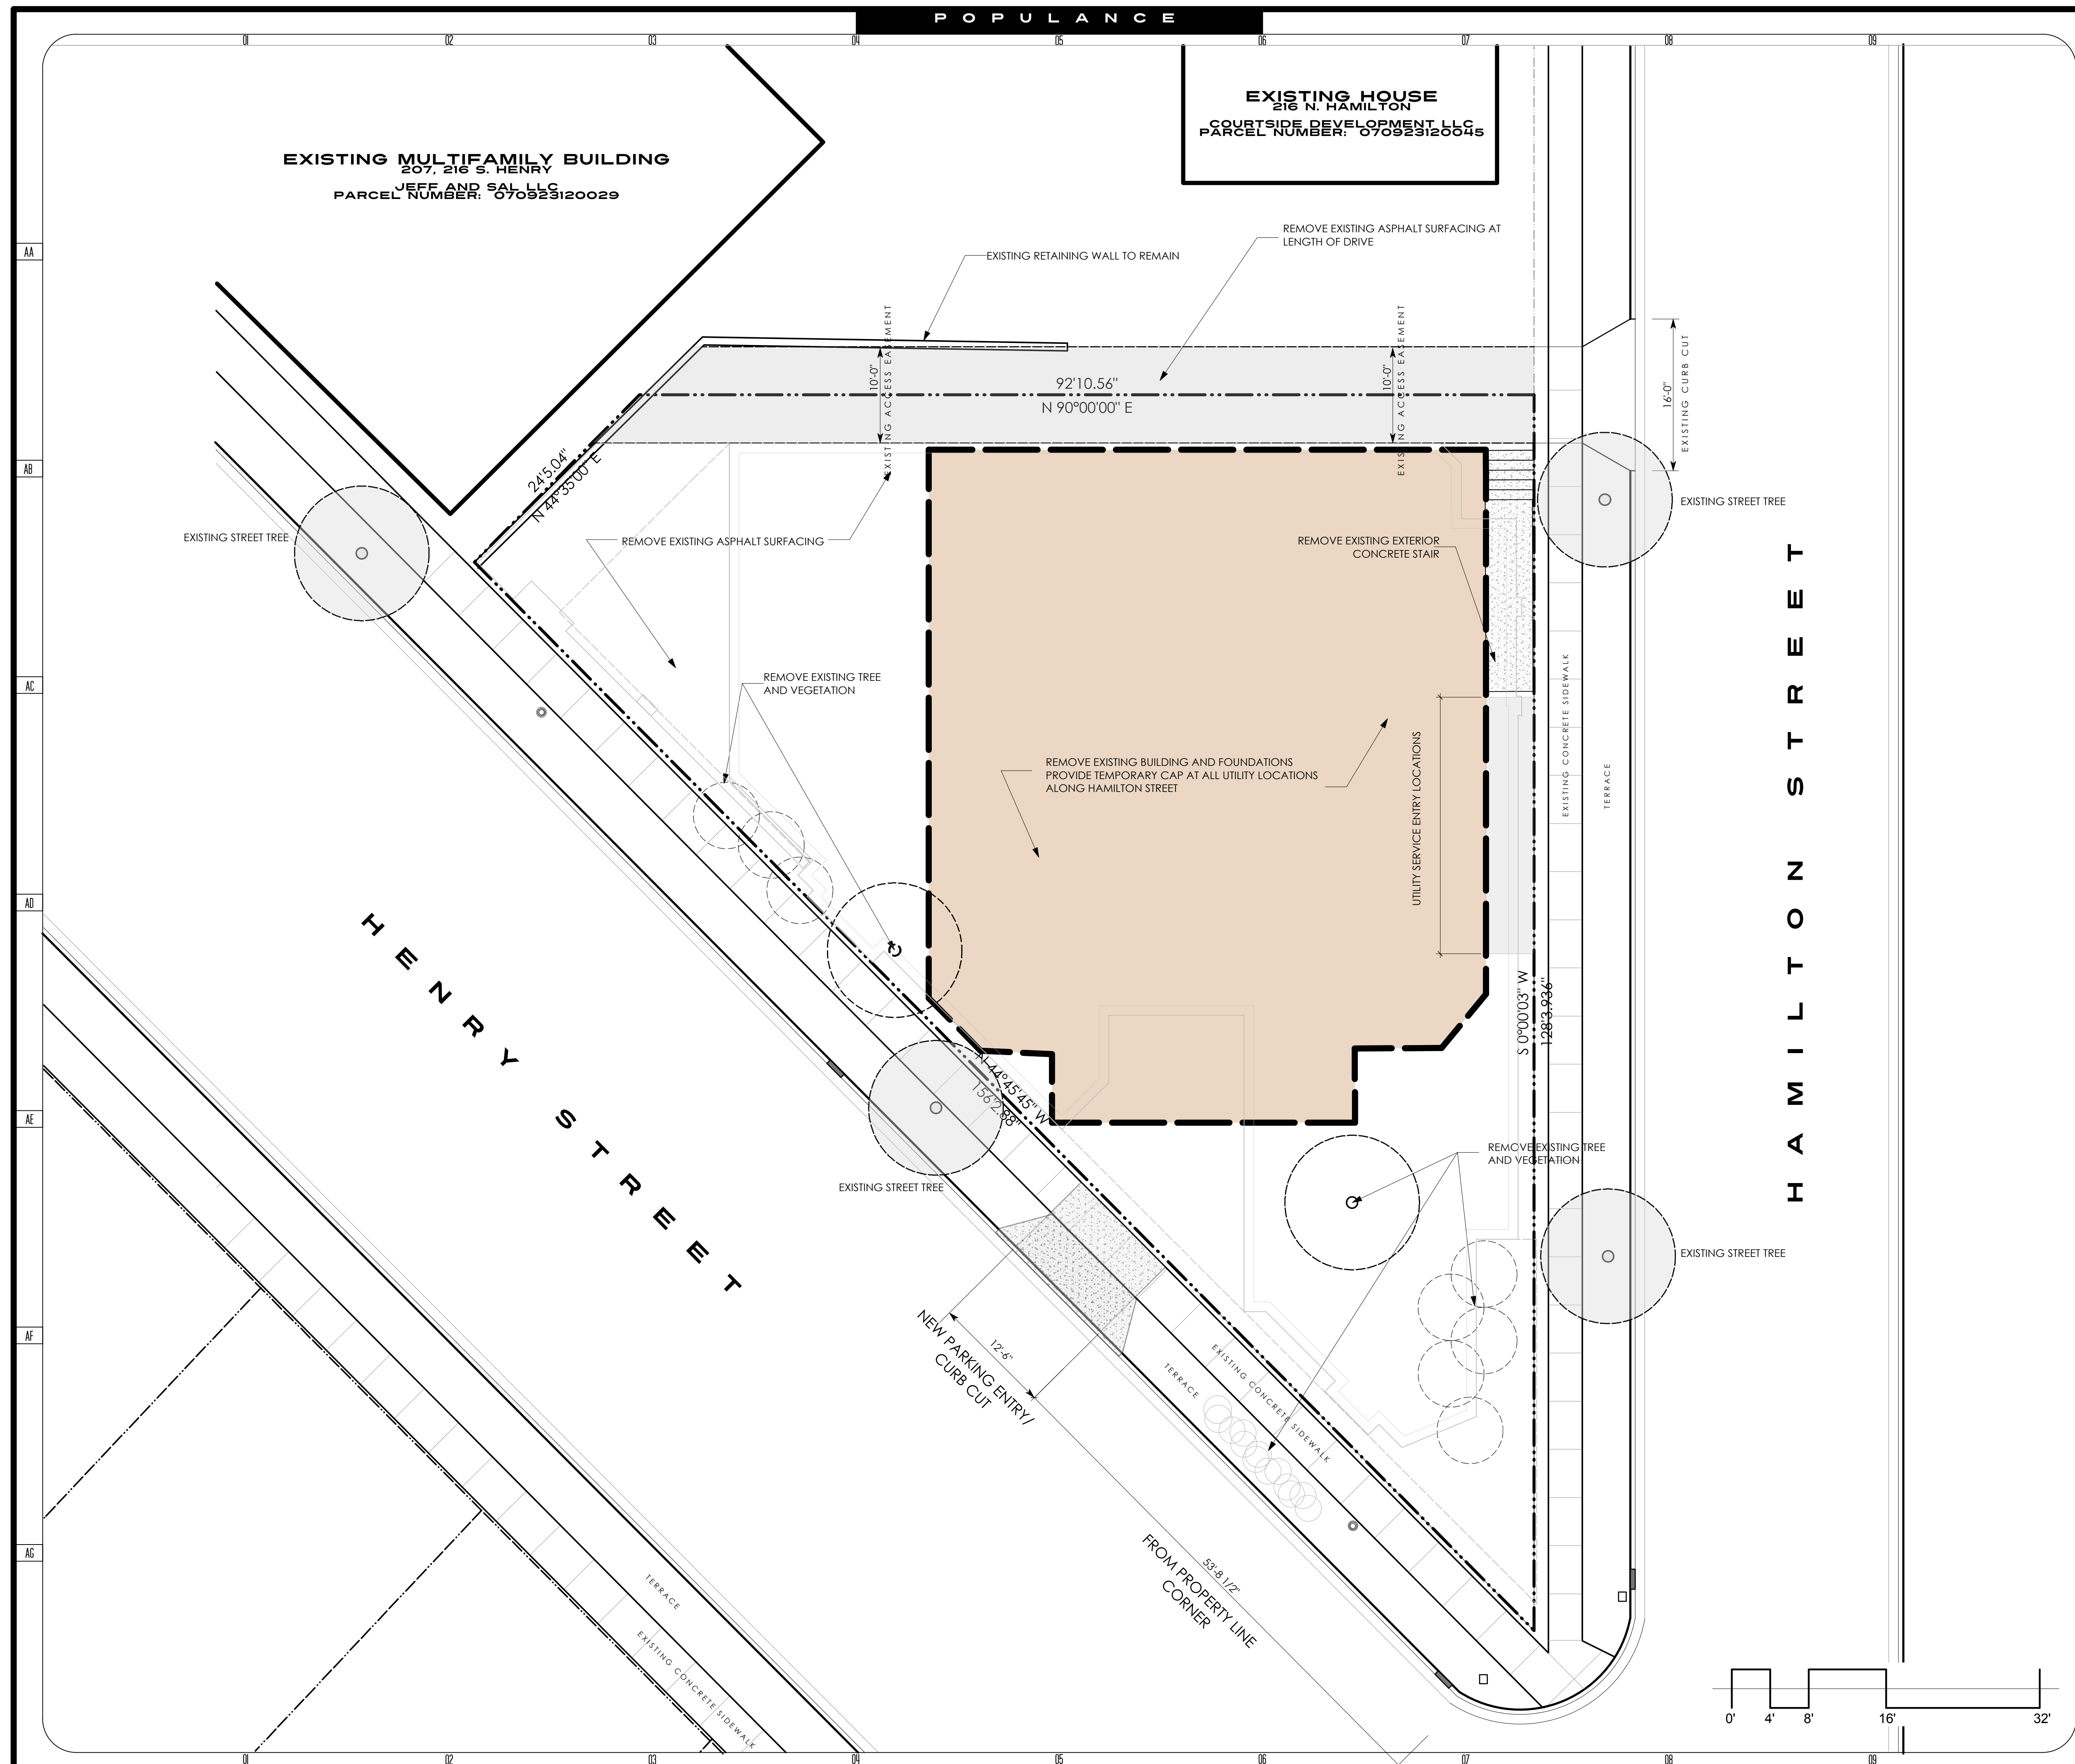 POPULANCE
01 02 03 04 05 06 07 08 09
EXISTING HOUSE
216 N. HAMILTON
COURTSIDE DEVELOPMENT LLC
PARCEL NUMBER: 070923120045
EXISTING MULTIFAMILY BUILDING
207, 216 S. HENRY
JEFF AND SAL LLC
PARCEL NUMBER: 070923120029
REMOVE EXISTING ASPHALT SURFACING AT
LENGTH OF DRIVE
EXISTING RETAINING WALL TO REMAIN
AA
AB
AC
AD
AE
AF
AG
10'-0"
EXISTING ACCESS EASEMENT
10'-0"
EXISTING ACCESS EASEMENT
16'-0"
EXISTING CURB CUT
92'10.56"
N 90°00'00" E
24'5.04"
N 44°35'00" E
EXISTING STREET TREE
EXISTING STREET TREE
REMOVE EXISTING ASPHALT SURFACING
REMOVE EXISTING EXTERIOR
CONCRETE STAIR
REMOVE EXISTING TREE
AND VEGETATION
EXISTING CONCRETE SIDEWALK
TERRACE
UTILITY SERVICE ENTRY LOCATIONS
REMOVE EXISTING BUILDING AND FOUNDATIONS
PROVIDE TEMPORARY CAP AT ALL UTILITY LOCATIONS
ALONG HAMILTON STREET
HAMILTON STREET
HENRY STREET
S 0°00'03" W
128'3.936"
N 44°45'45" W
156'2.88"
EXISTING STREET TREE
REMOVE EXISTING TREE
AND VEGETATION
EXISTING STREET TREE
12'-6"
NEW PARKING ENTRY/
CURB CUT
TERRACE
EXISTING CONCRETE SIDEWALK
53'-8 1/2"
FROM PROPERTY LINE
CORNER
TERRACE
EXISTING CONCRETE SIDEWALK
0' 4' 8' 16' 32'
01 02 03 04 05 06 07 08 09